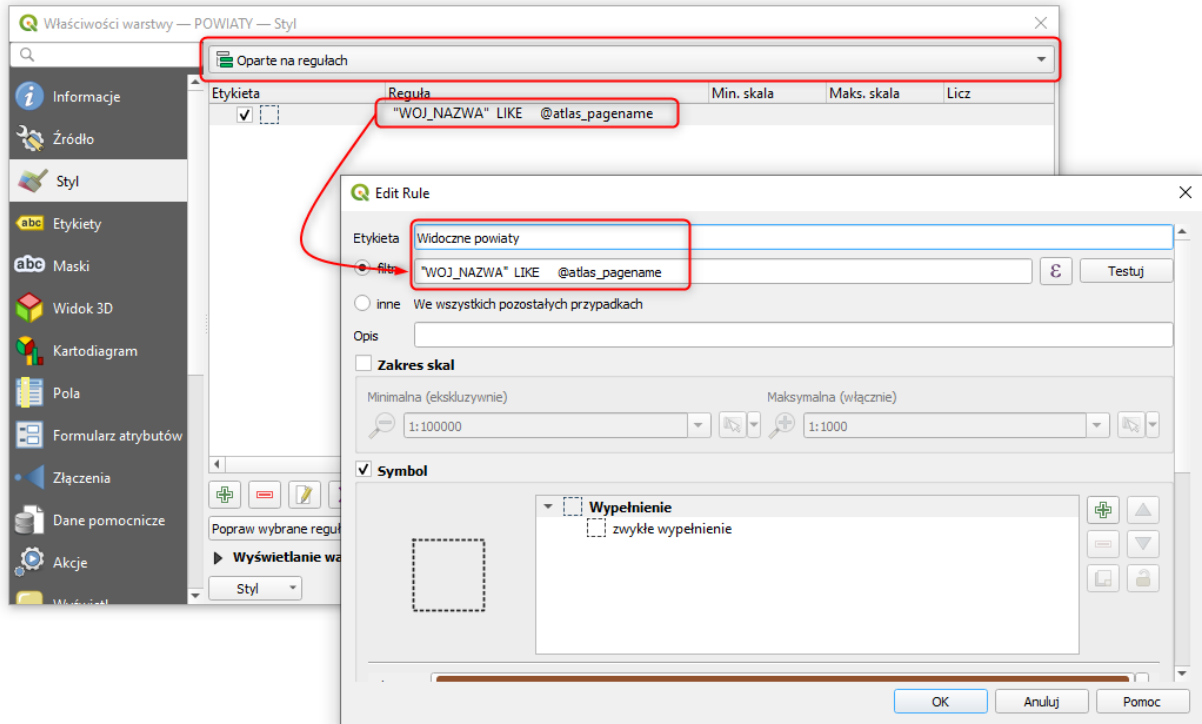 Właściwości warstwy — POWIATY — Styl
Oparte na regułach
Informacje
Źródło
Styl
abc Etykiety
abc Maski
Widok 3D
Kartodiagram
Pola
Formularz atrybutów
Złączenia
Dane pomocnicze
Akcje
Etykieta Reguła Min. skala Maks. skala Licz
"WOJ_NAZWA" LIKE @atlas_pagename
Popraw wybrane
Wyświetlanie
Styl
Edit Rule
Etykieta Widoczne powiaty
"WOJ_NAZWA" LIKE @atlas_pagename ε Testuj
inne We wszystkich pozostałych przypadkach
Opis
Zakres skal
Minimalna (ekskluzywnie) Maksymalna (włącznie)
1:100000 1:1000
Symbol
Wypełnienie
zwykłe wypełnienie
OK Anuluj Pomoc